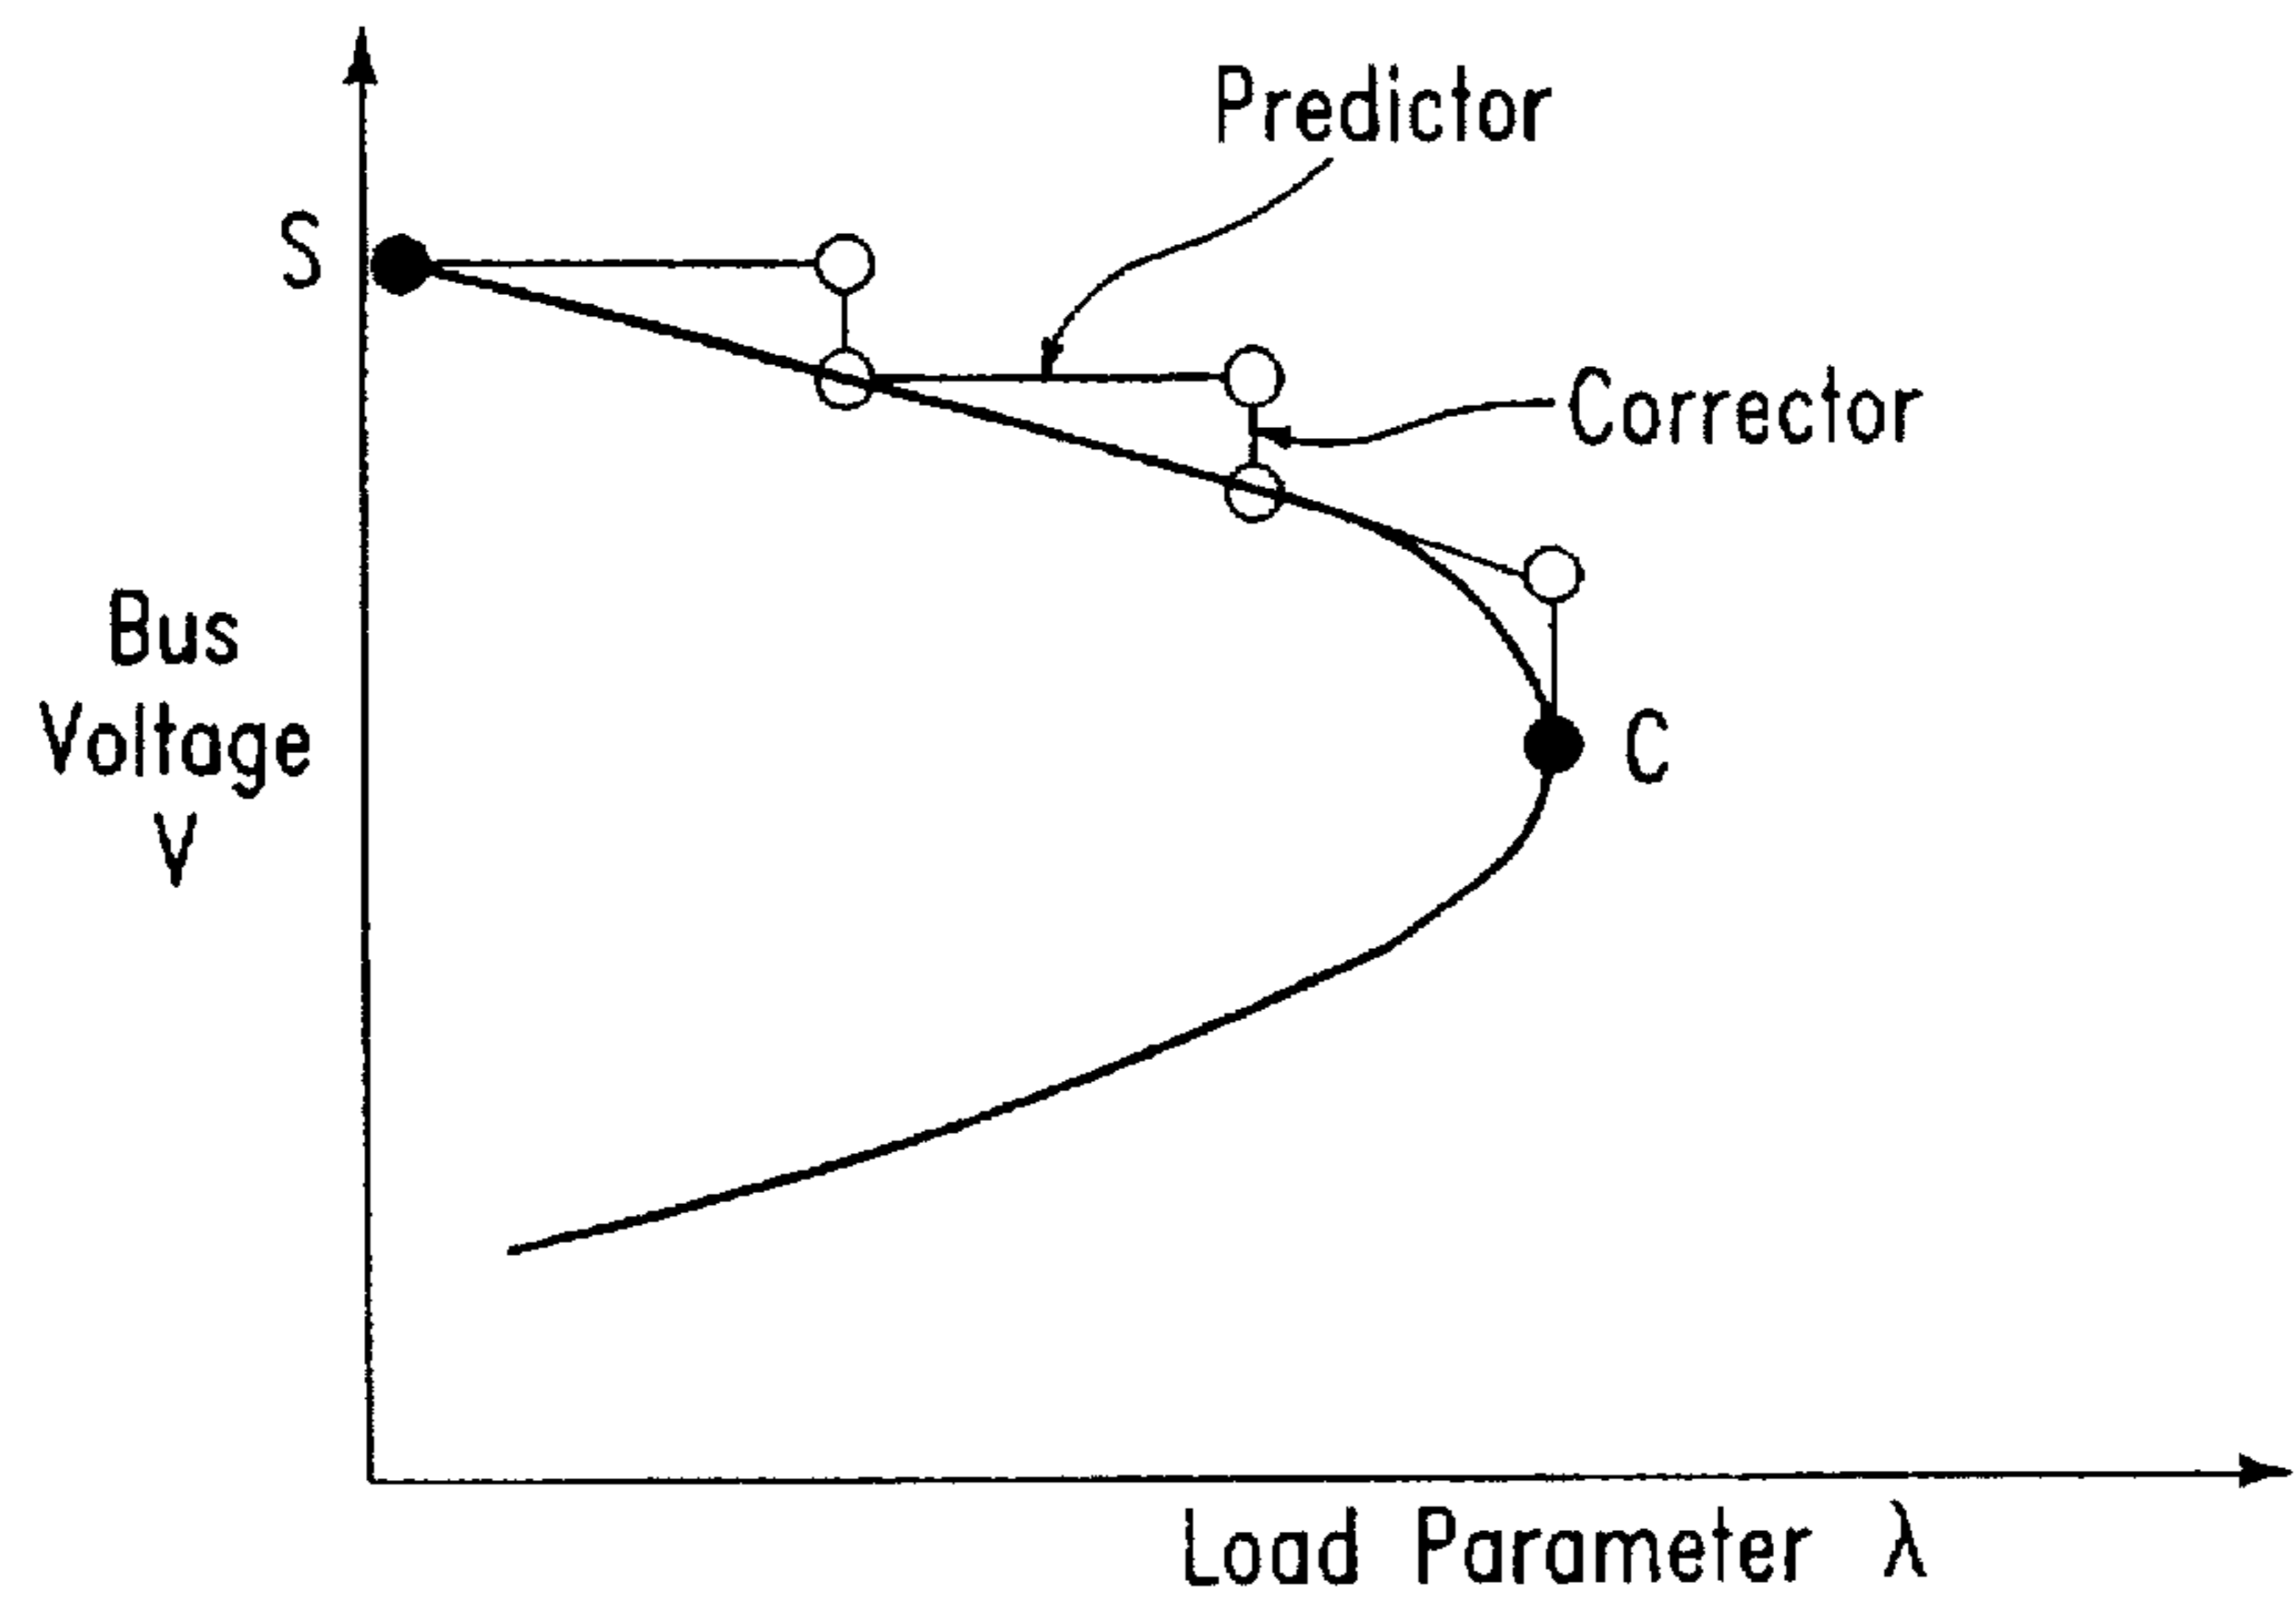 Predictor
S
Corrector
Bus
Voltage
V
C
Load Parameter λ